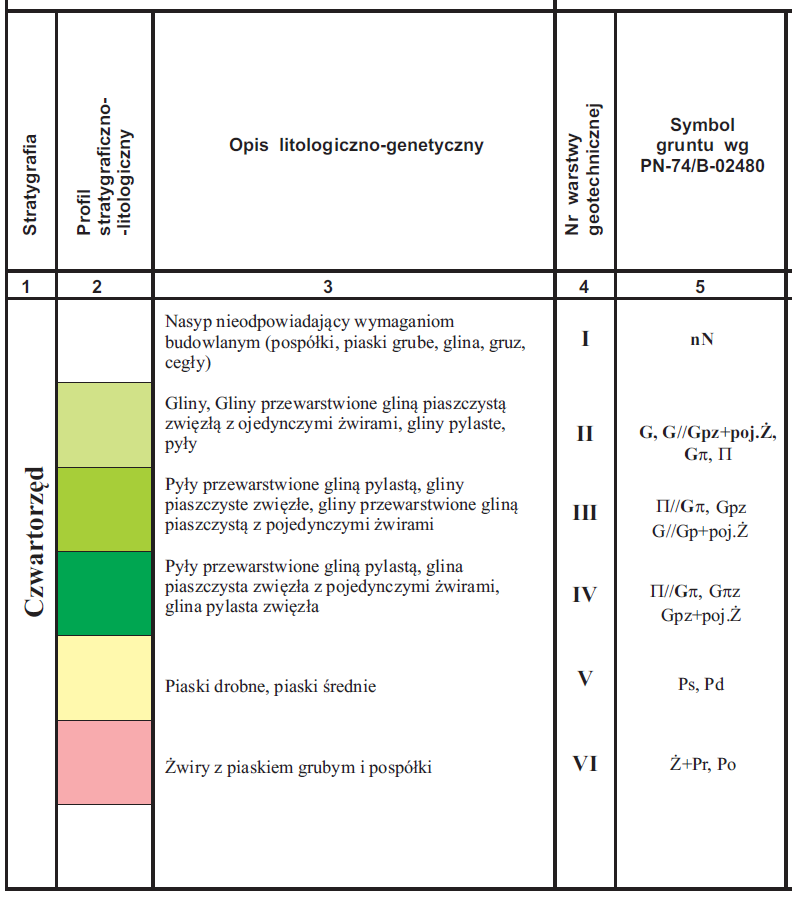 Stratygrafia
Profil
stratygraficzno-
-litologiczny
Opis litologiczno-genetyczny
Nr warstwy
geotechnicznej
Symbol
gruntu wg
PN-74/B-02480
1
2
3
4
5
Czwartorzęd
Nasyp nieodpowiadający wymaganiom
budowlanym (pospółki, piaski grube, glina, gruz,
cegły)
I
nN
Gliny, Gliny przewarstwione gliną piaszczystą
zwięzłą z ojedynczymi żwirami, gliny pylaste,
pyły
II
G, G//Gpz+poj.Ż,
Gπ, Π
Pyły przewarstwione gliną pylastą, gliny
piaszczyste zwięzłe, gliny przewarstwione gliną
piaszczystą z pojedynczymi żwirami
III
Π//Gπ, Gpz
G//Gp+poj.Ż
Pyły przewarstwione gliną pylastą, glina
piaszczysta zwięzła z pojedynczymi żwirami,
glina pylasta zwięzła
IV
Π//Gπ, Gπz
Gpz+poj.Ż
Piaski drobne, piaski średnie
V
Ps, Pd
Żwiry z piaskiem grubym i pospółki
VI
Ż+Pr, Po